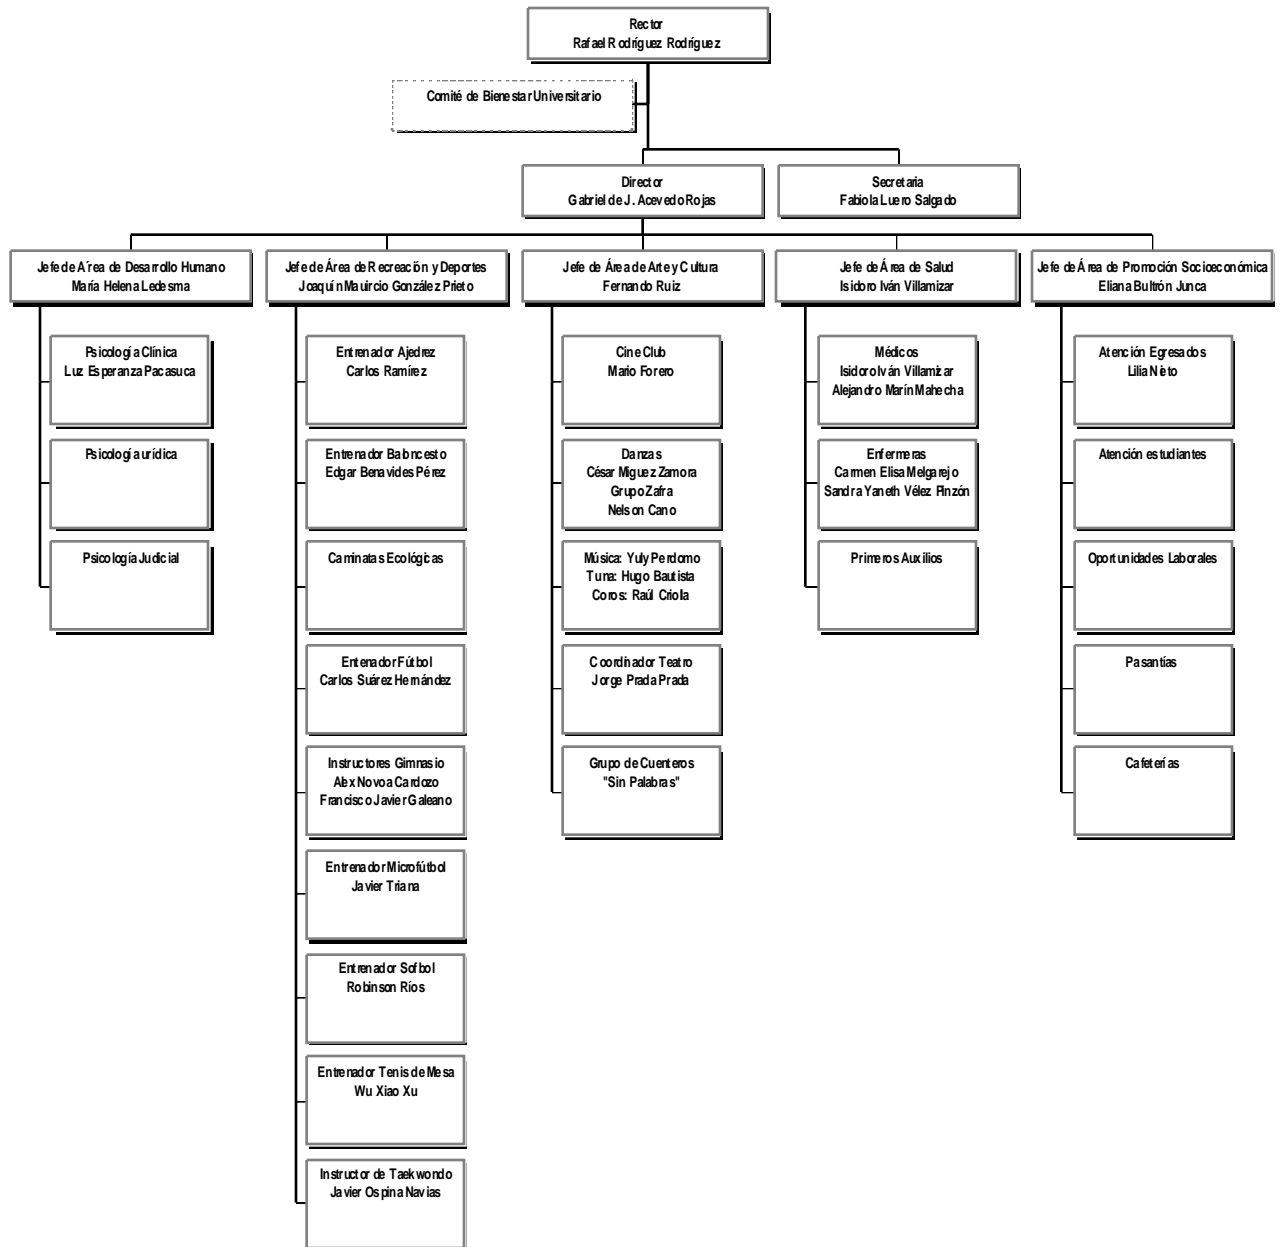 Rector
Rafael Rodríguez Rodríguez
Comité de Bienestar Universitario
Director
Gabriel de J. Acevedo Rojas
Secretaria
Fabiola Luero Salgado
Jefe de Aírea de Desarrollo Humano
María Helena Ledesma
Jefe de Área de Recreación y Deportes
Joaquín Mauircio González Prieto
Jefe de Área de Arte y Cultura
Fernando Ruiz
Jefe de Área de Salud
Isidoro Iván Villamizar
Jefe de Área de Promoción Socioeconómica
Eliana Bultrón Junca
Psicología Clínica
Luz Esperanza Pacasuca
Psicología urídica
Psicología Judicial
Entrenador Ajedrez
Carlos Ramírez
Entrenador Baloncesto
Edgar Benavides Pérez
Caminatas Ecológicas
Entenador Fútbol
Carlos Suárez Hernández
Instructores Gimnasio
Alex Novoa Cardozo
Francisco Javier Galeano
Entrenador Microfútbol
Javier Triana
Entrenador Sofbol
Robinson Ríos
Entrenador Tenis de Mesa
Wu Xiao Xu
Instructor de Taekwondo
Javier Ospina Navias
Cine Club
Mario Forero
Danzas
César Miguez Zamora
Grupo Zafra
Nelson Cano
Música: Yuly Perdomo
Tuna: Hugo Bautista
Coros: Raúl Criolla
Coordinador Teatro
Jorge Prada Prada
Grupo de Cuenteros
"Sin Palabras"
Médicos
Isidoro Iván Villamizar
Alejandro Marín Mahecha
Enfermeras
Carmen Elisa Melgarejo
Sandra Yaneth Vélez Pinzón
Primeros Auxilios
Atención Egresados
Lilia Nieto
Atención estudiantes
Oportunidades Laborales
Pasantías
Cafeterías